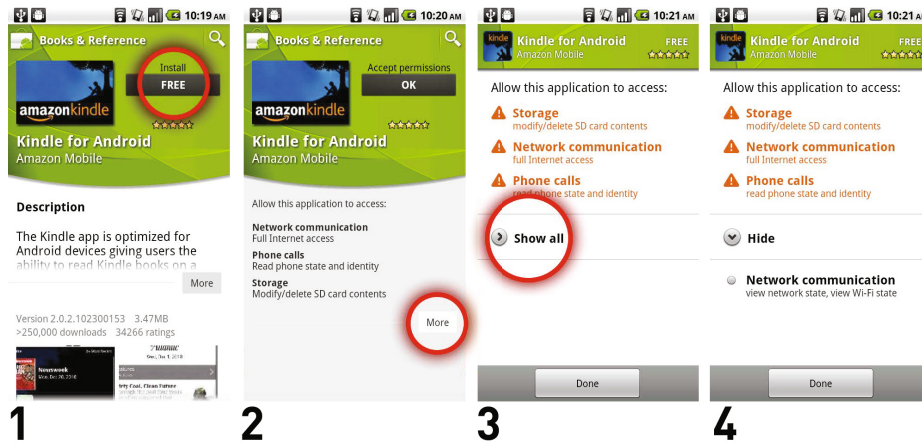 10:19 AM
Books & Reference
Install
FREE
amazonkindle
Kindle for Android
Amazon Mobile
Description
The Kindle app is optimized for
Android devices giving users the
ability to read Kindle books on a
More
Version 2.0.2.102300153 3.47MB
>250,000 downloads 34266 ratings
Newsweek
1
10:20 AM
Books & Reference
Accept permissions
OK
amazonkindle
Kindle for Android
Amazon Mobile
Allow this application to access:
Network communication
Full Internet access
Phone calls
Read phone state and identity
Storage
Modify/delete SD card contents
More
2
10:21 AM
kindle
Kindle for Android FREE
Amazon Mobile
Allow this application to access:
Storage
modify/delete SD card contents
Network communication
full Internet access
Phone calls
read phone state and identity
Show all
Done
3
10:21 AM
kindle
Kindle for Android FREE
Amazon Mobile
Allow this application to access:
Storage
modify/delete SD card contents
Network communication
full Internet access
Phone calls
read phone state and identity
Hide
Network communication
view network state, view Wi-Fi state
Done
4